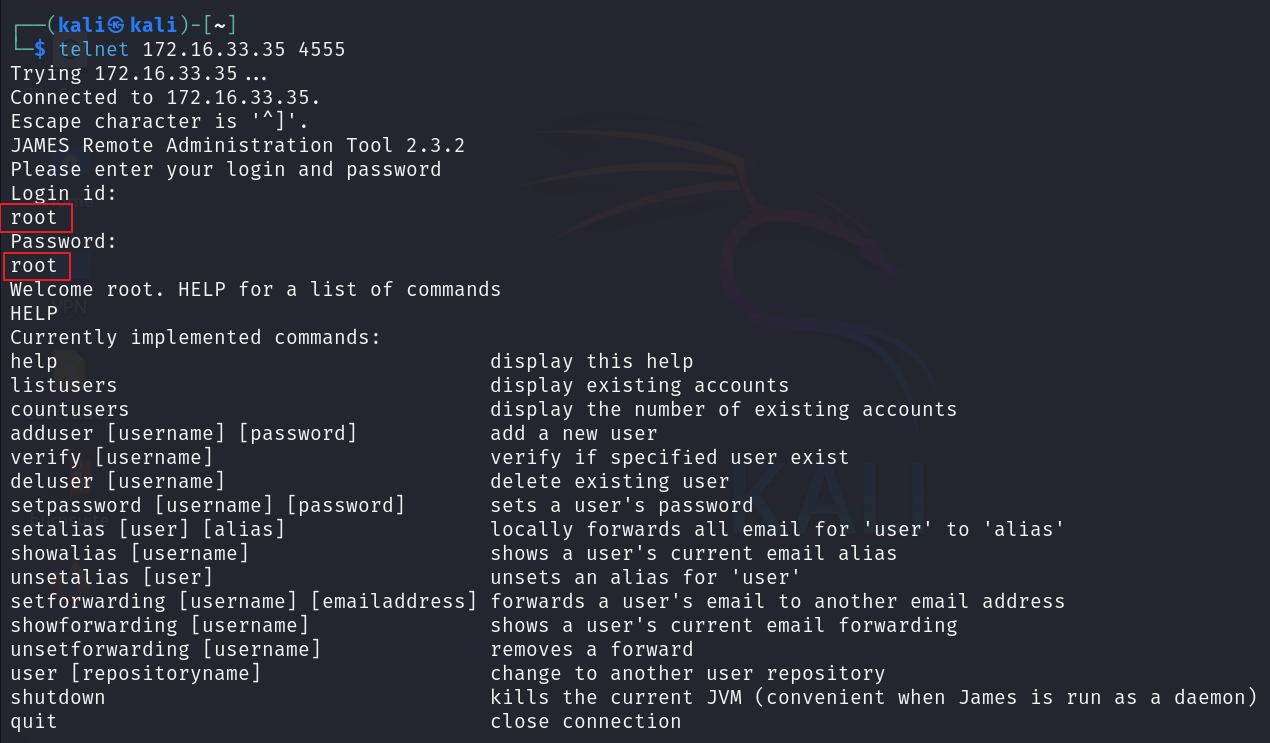 ┌──(kali㉿kali)-[~]
└─$ telnet 172.16.33.35 4555
Trying 172.16.33.35...
Connected to 172.16.33.35.
Escape character is '^]'.
JAMES Remote Administration Tool 2.3.2
Please enter your login and password
Login id:
root
Password:
root
Welcome root. HELP for a list of commands
HELP
Currently implemented commands:
help display this help
listusers display existing accounts
countusers display the number of existing accounts
adduser [username] [password] add a new user
verify [username] verify if specified user exist
deluser [username] delete existing user
setpassword [username] [password] sets a user's password
setalias [user] [alias] locally forwards all email for 'user' to 'alias'
showalias [username] shows a user's current email alias
unsetalias [user] unsets an alias for 'user'
setforwarding [username] [emailaddress] forwards a user's email to another email address
showforwarding [username] shows a user's current email forwarding
unsetforwarding [username] removes a forward
user [repositoryname] change to another user repository
shutdown kills the current JVM (convenient when James is run as a daemon)
quit close connection
KALI